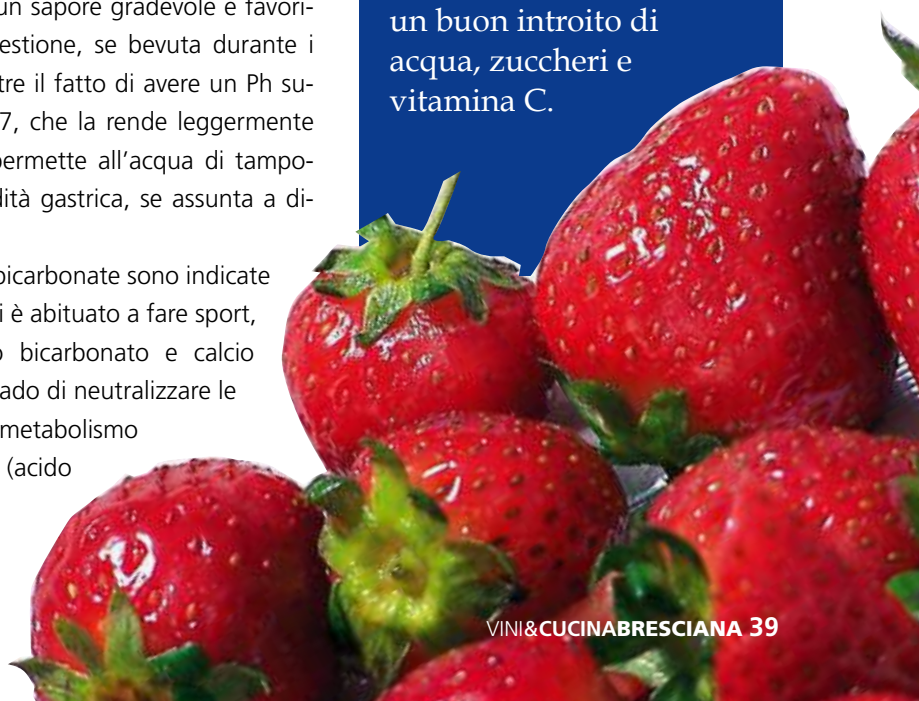 un sapore gradevole e favori-
estione, se bevuta durante i
tre il fatto di avere un Ph su-
7, che la rende leggermente
permette all'acqua di tampo-
dità gastrica, se assunta a di-
bicarbonate sono indicate
i è abituato a fare sport,
bicarbonato e calcio
ado di neutralizzare le
metabolismo
(acido
un buon introito di
acqua, zuccheri e
vitamina C.
VINI&CUCINABRESCIANA 39